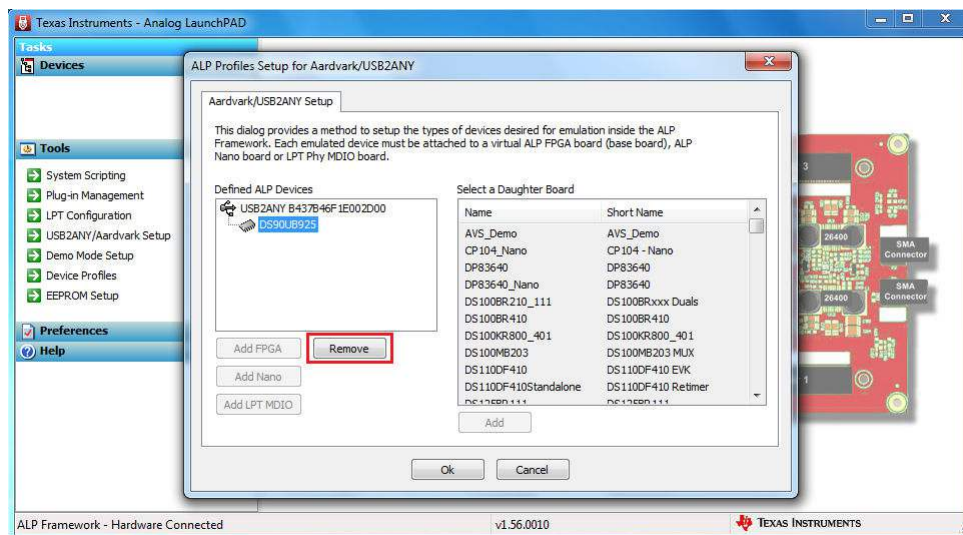 Texas Instruments - Analog LaunchPAD
Tasks
Devices
Tools
System Scripting
Plug-in Management
LPT Configuration
USB2ANY/Aardvark Setup
Demo Mode Setup
Device Profiles
EEPROM Setup
Preferences
Help
ALP Profiles Setup for Aardvark/USB2ANY
Aardvark/USB2ANY Setup
This dialog provides a method to setup the types of devices desired for emulation inside the ALP
Framework. Each emulated device must be attached to a virtual ALP FPGA board (base board), ALP
Nano board or LPT Phy MDIO board.
Defined ALP Devices
USB2ANY B437B46F1E002D00
DS90UB925
Add FPGA Remove
Add Nano
Add LPT MDIO
Select a Daughter Board
Name Short Name
AVS_Demo AVS_Demo
CP104_Nano CP104 - Nano
DP83640 DP83640
DP83640_Nano DP83640
DS100BR210_111 DS100BRxxx Duals
DS100BR410 DS100BR410
DS100KR800_401 DS100KR800_401
DS100MB203 DS100MB203 MUX
DS110DF410 DS110DF410 EVK
DS110DF410Standalone DS110DF410 Retimer
Add
Ok Cancel
3
26400
SMA
Connector
SMA
Connector
26400
1
ALP Framework - Hardware Connected v1.56.0010 TEXAS INSTRUMENTS